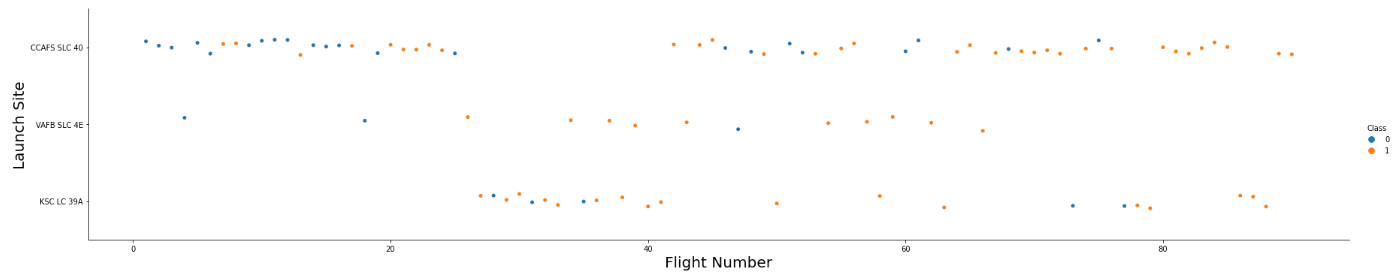 Launch Site
CCAFS SLC 40
VAFB SLC 4E
KSC LC 39A
0 20 40 60 80
Flight Number
Class
0
1